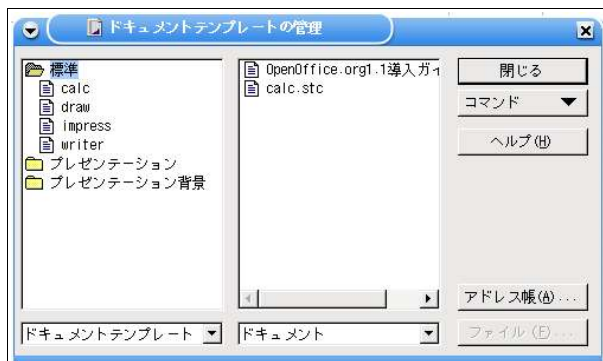 ドキュメントテンプレートの管理
標準
calc
draw
impress
writer
プレゼンテーション
プレゼンテーション背景
ドキュメントテンプレート
OpenOffice.org1.1導入ガイ
calc.stc
ドキュメント
閉じる
コマンド
ヘルプ(H)
アドレス帳(A)...
ファイル(F)...